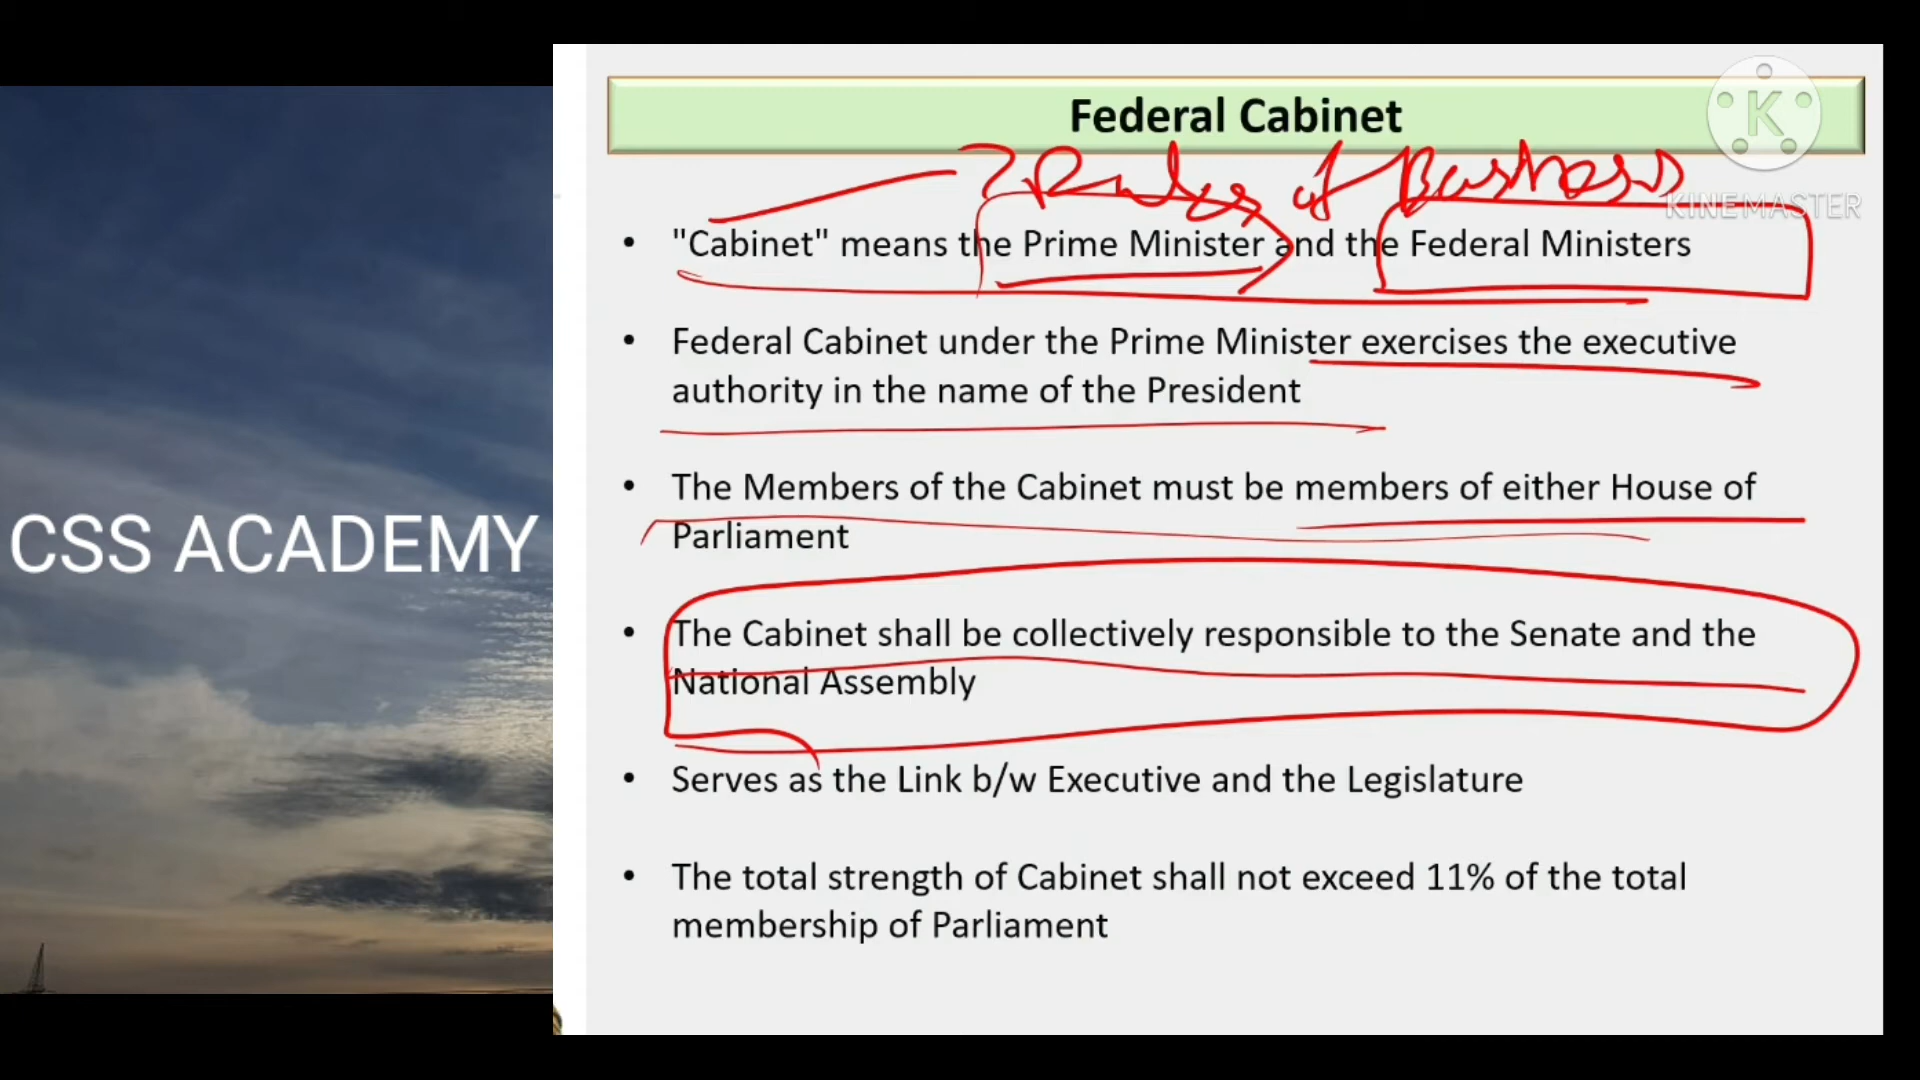 Federal Cabinet
K
KINEMASTER
Rules of Business
• "Cabinet" means the Prime Minister and the Federal Ministers
• Federal Cabinet under the Prime Minister exercises the executive
authority in the name of the President
• The Members of the Cabinet must be members of either House of
Parliament
• The Cabinet shall be collectively responsible to the Senate and the
National Assembly
• Serves as the Link b/w Executive and the Legislature
• The total strength of Cabinet shall not exceed 11% of the total
membership of Parliament
CSS ACADEMY